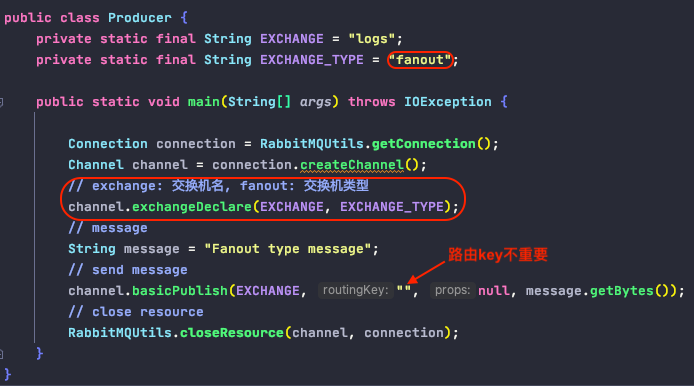 public class Producer {
private static final String EXCHANGE = "logs";
private static final String EXCHANGE_TYPE = "fanout";
public static void main(String[] args) throws IOException {
Connection connection = RabbitMQUtils.getConnection();
Channel channel = connection.createChannel();
// exchange: 交换机名, fanout: 交换机类型
channel.exchangeDeclare(EXCHANGE, EXCHANGE_TYPE);
// message
String message = "Fanout type message";
路由key不重要
// send message
channel.basicPublish(EXCHANGE, routingKey: "", props: null, message.getBytes());
// close resource
RabbitMQUtils.closeResource(channel, connection);
}
}